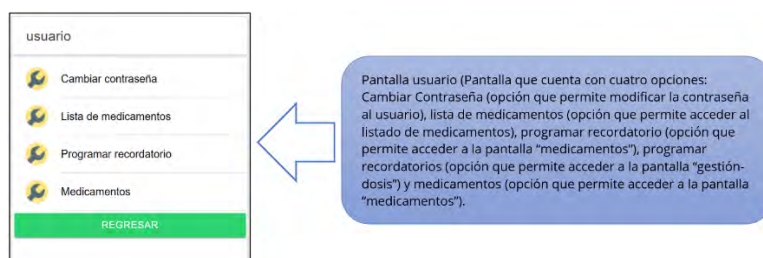 usuario
Cambiar contraseña
Lista de medicamentos
Programar recordatorio
Medicamentos
REGRESAR
Pantalla usuario (Pantalla que cuenta con cuatro opciones:
Cambiar Contraseña (opción que permite modificar la contraseña
al usuario), lista de medicamentos (opción que permite acceder al
listado de medicamentos), programar recordatorio (opción que
permite acceder a la pantalla “medicamentos”), programar
recordatorios (opción que permite acceder a la pantalla “gestión-
dosis”) y medicamentos (opción que permite acceder a la pantalla
“medicamentos”).